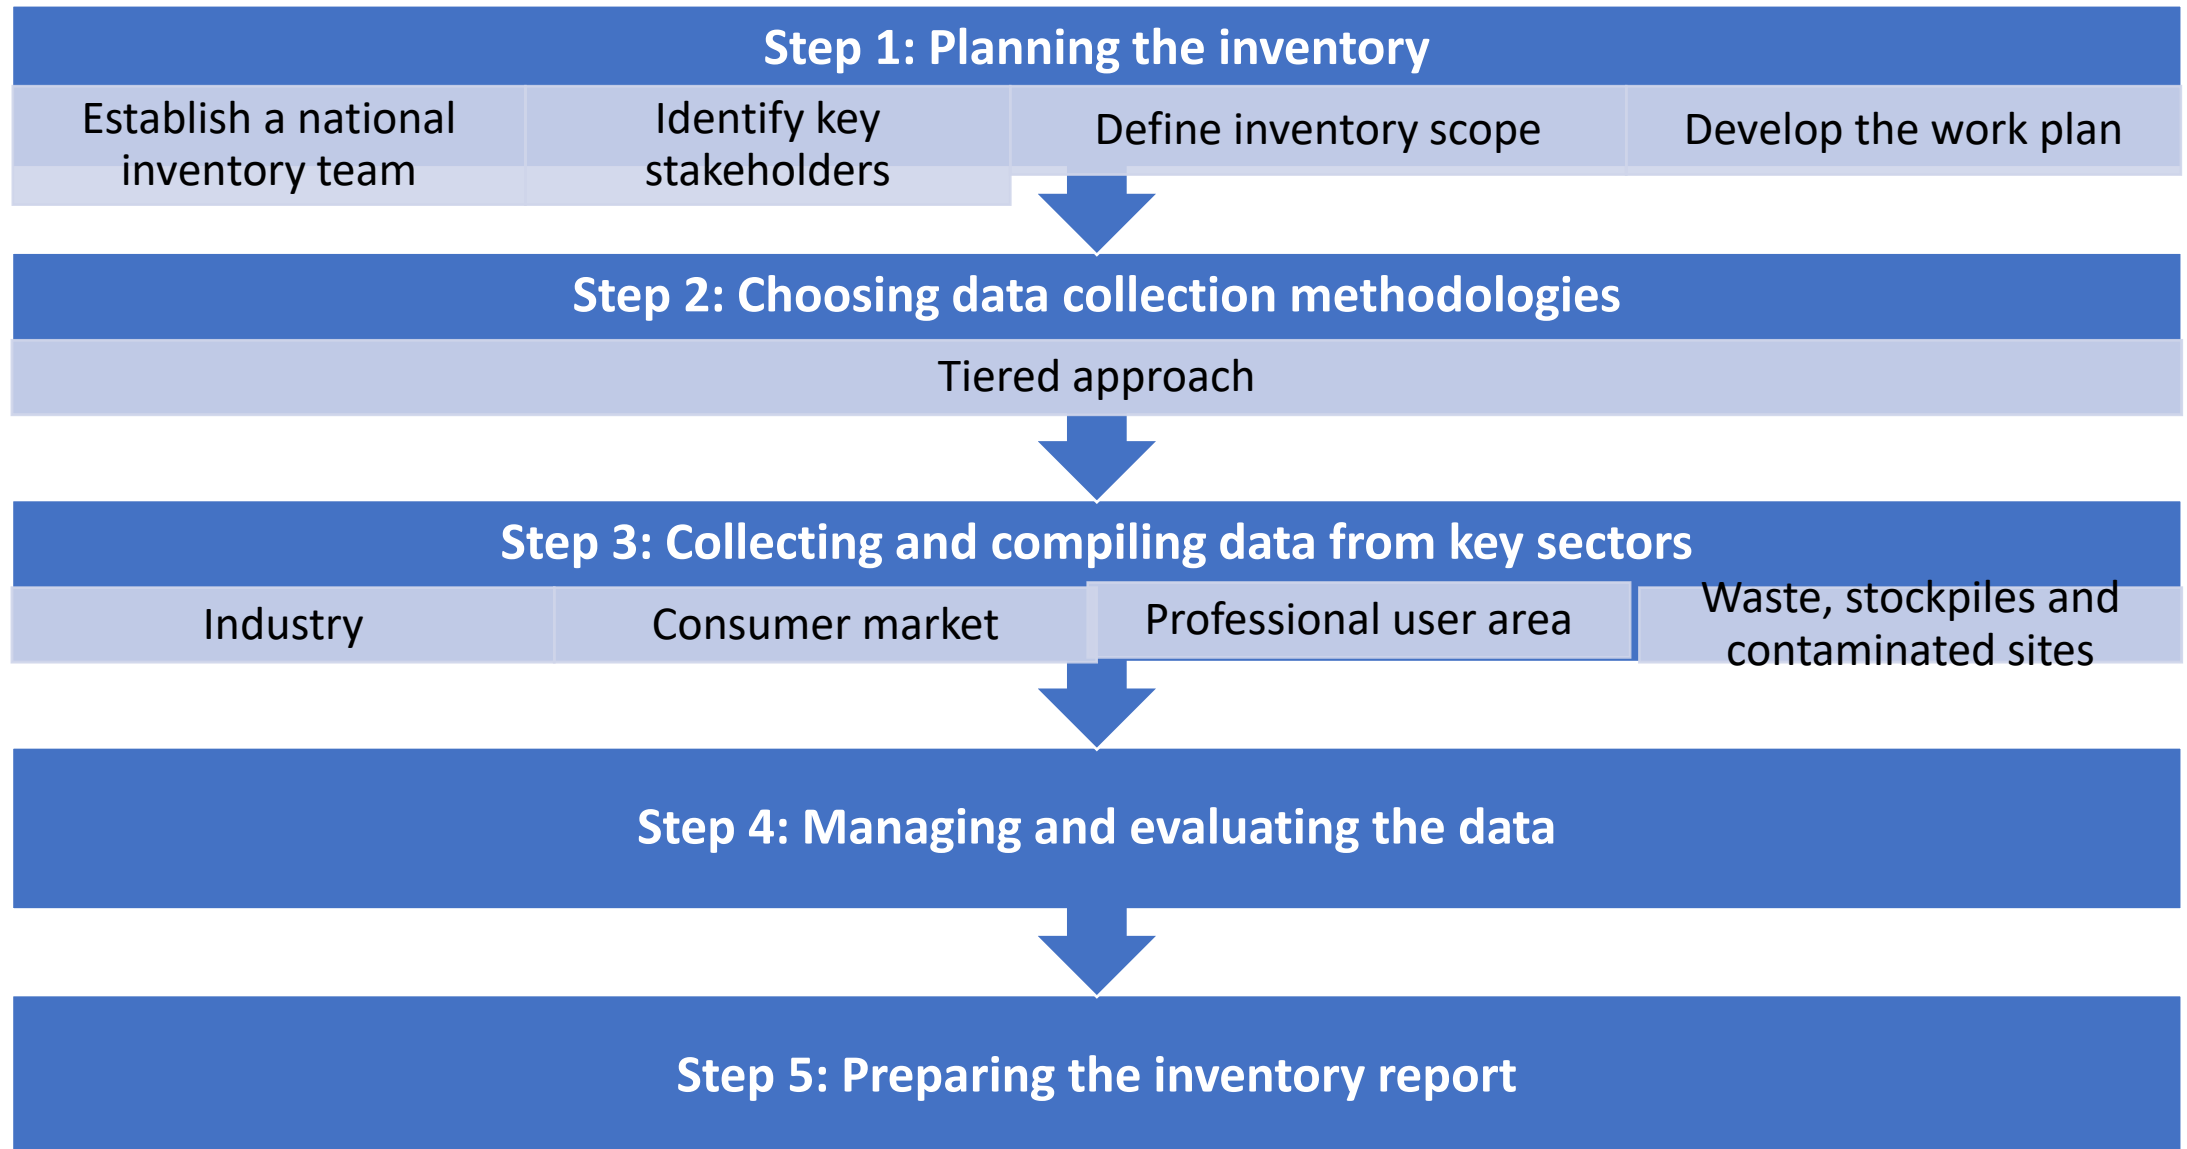 Step 1: Planning the inventory
Establish a national
inventory team
Identify key
stakeholders
Define inventory scope
Develop the work plan
Step 2: Choosing data collection methodologies
Tiered approach
Step 3: Collecting and compiling data from key sectors
Industry
Consumer market
Professional user area
Waste, stockpiles and
contaminated sites
Step 4: Managing and evaluating the data
Step 5: Preparing the inventory report